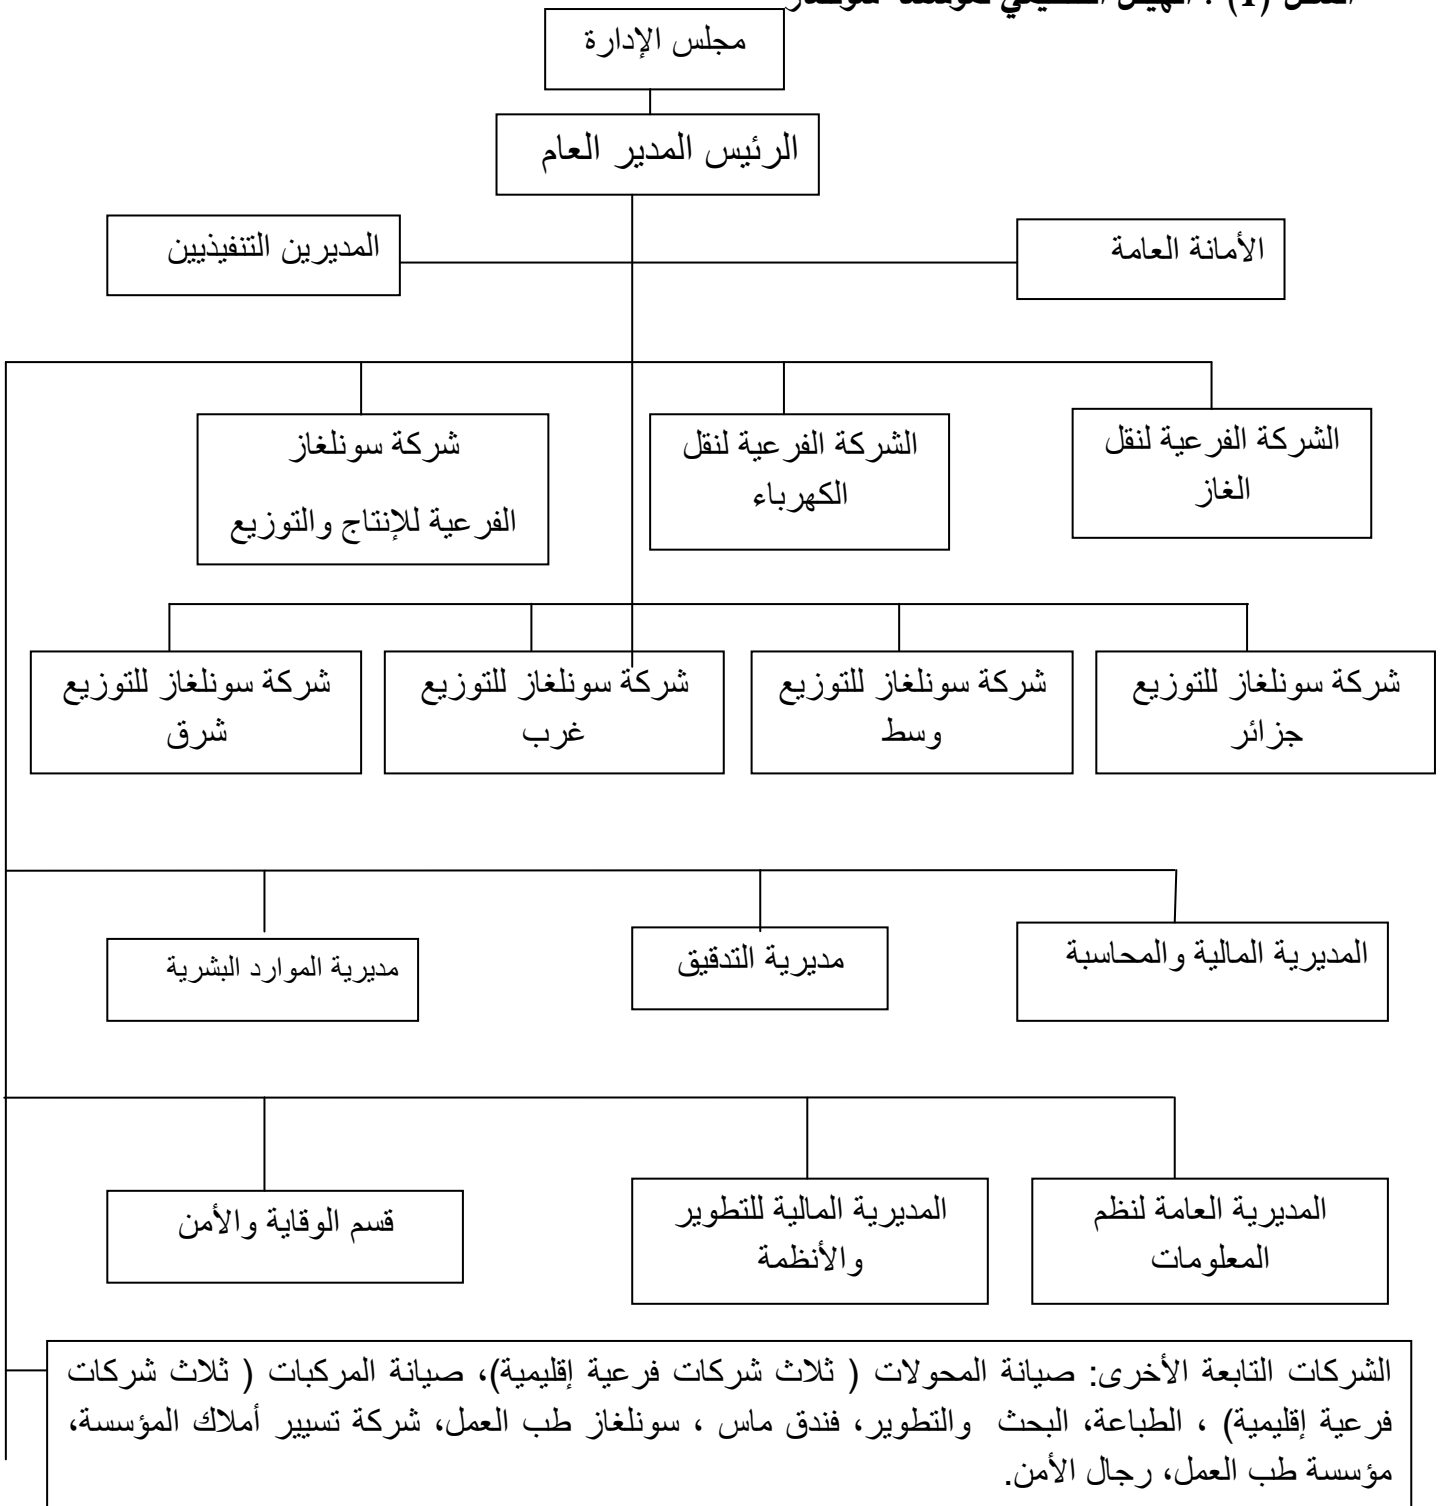 (1) :
مجلس الإدارة
الرئيس المدير العام
الأمانة العامة
المديرين التنفيذيين
الشركة الفرعية لنقل
الغاز
الشركة الفرعية لنقل
الكهرباء
شركة سونلغاز
الفرعية للإنتاج والتوزيع
شركة سونلغاز للتوزيع
جزائر
شركة سونلغاز للتوزيع
وسط
شركة سونلغاز للتوزيع
غرب
شركة سونلغاز للتوزيع
شرق
المديرية المالية والمحاسبة
مديرية التدقيق
مديرية الموارد البشرية
المديرية العامة لنظم
المعلومات
المديرية المالية للتطوير
والأنظمة
قسم الوقاية والأمن
الشركات التابعة الأخرى: صيانة المحولات ( ثلاث شركات فرعية إقليمية)، صيانة المركبات ( ثلاث شركات
فرعية إقليمية) ، الطباعة، البحث والتطوير، فندق ماس ، سونلغاز طب العمل، شركة تسيير أملاك المؤسسة،
مؤسسة طب العمل، رجال الأمن.